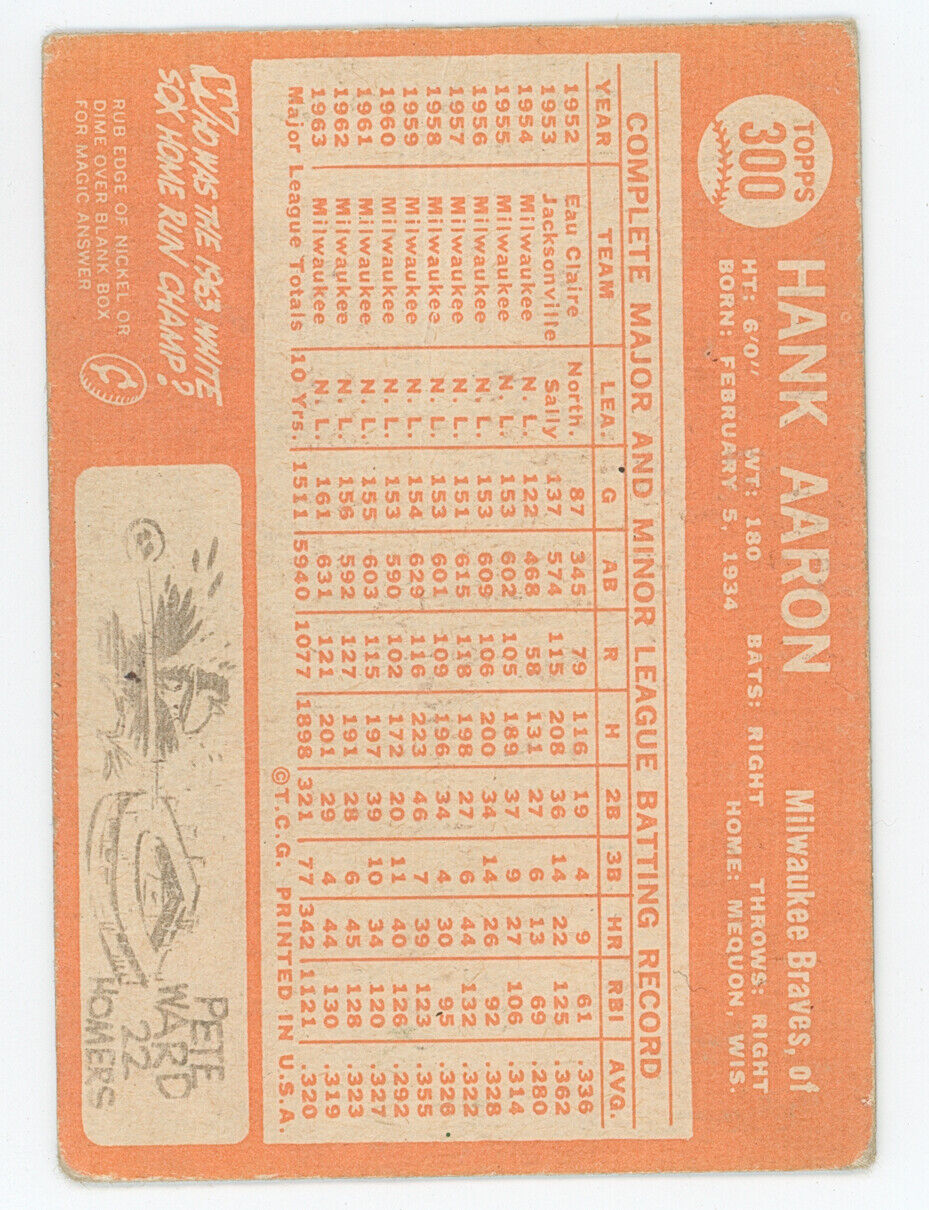 TOPPS
300
HANK AARON
Milwaukee Braves, of
HT: 6'0" WT: 180 BATS: RIGHT THROWS: RIGHT
BORN: FEBRUARY 5, 1934 HOME: MEQUON, WIS.
COMPLETE MAJOR AND MINOR LEAGUE BATTING RECORD
YEAR TEAM LEA. G AB R H 2B 3B HR RBI AVG.
1952 Eau Claire North. 87 345 79 116 19 4 9 61 .336
1953 Jacksonville Sally 137 574 115 208 36 14 22 125 .362
1954 Milwaukee N. L. 122 468 58 131 27 6 13 69 .280
1955 Milwaukee N. L. 153 602 105 189 37 9 27 106 .314
1956 Milwaukee N. L. 153 609 106 200 34 14 26 92 .328
1957 Milwaukee N. L. 151 615 118 198 27 6 44 132 .322
1958 Milwaukee N. L. 153 601 109 196 34 4 30 95 .326
1959 Milwaukee N. L. 154 629 116 223 46 7 39 123 .355
1960 Milwaukee N. L. 153 590 102 172 20 11 40 126 .292
1961 Milwaukee N. L. 155 603 115 197 39 10 34 120 .327
1962 Milwaukee N. L. 156 592 127 191 28 6 45 128 .323
1963 Milwaukee N. L. 161 631 121 201 29 4 44 130 .319
Major League Totals 10 Yrs. 1511 5940 1077 1898 321 77 342 1121 .320
©T.C.G. PRINTED IN U.S.A.
WHO WAS THE 1963 WHITE
SOX HOME RUN CHAMP?
RUB EDGE OF NICKEL OR
DIME OVER BLANK BOX
FOR MAGIC ANSWER
PETE
WARD
22
HOMERS